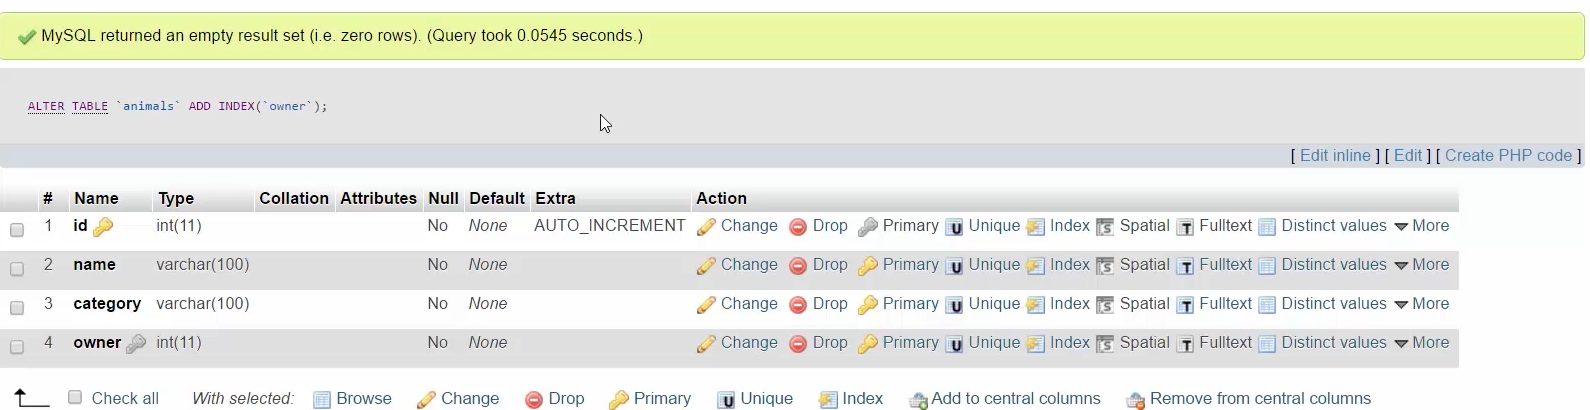 MySQL returned an empty result set (i.e. zero rows). (Query took 0.0545 seconds.)
ALTER TABLE `animals` ADD INDEX(`owner`);
[ Edit inline ] [ Edit ] [ Create PHP code ]
# Name Type Collation Attributes Null Default Extra Action
1 id int(11) No None AUTO_INCREMENT Change Drop Primary Unique Index Spatial Fulltext Distinct values More
2 name varchar(100) No None Change Drop Primary Unique Index Spatial Fulltext Distinct values More
3 category varchar(100) No None Change Drop Primary Unique Index Spatial Fulltext Distinct values More
4 owner int(11) No None Change Drop Primary Unique Index Spatial Fulltext Distinct values More
Check all With selected: Browse Change Drop Primary Unique Index Add to central columns Remove from central columns